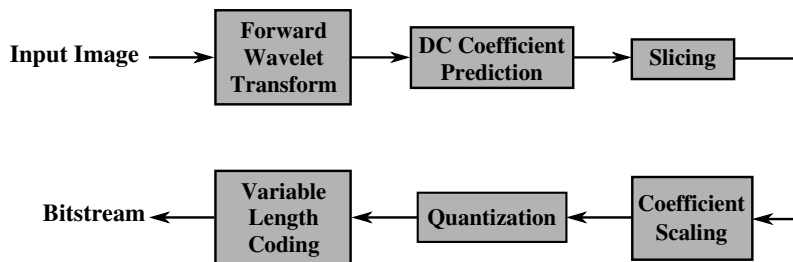 Input Image
Forward
Wavelet
Transform
DC Coefficient
Prediction
Slicing
Coefficient
Scaling
Quantization
Variable
Length
Coding
Bitstream